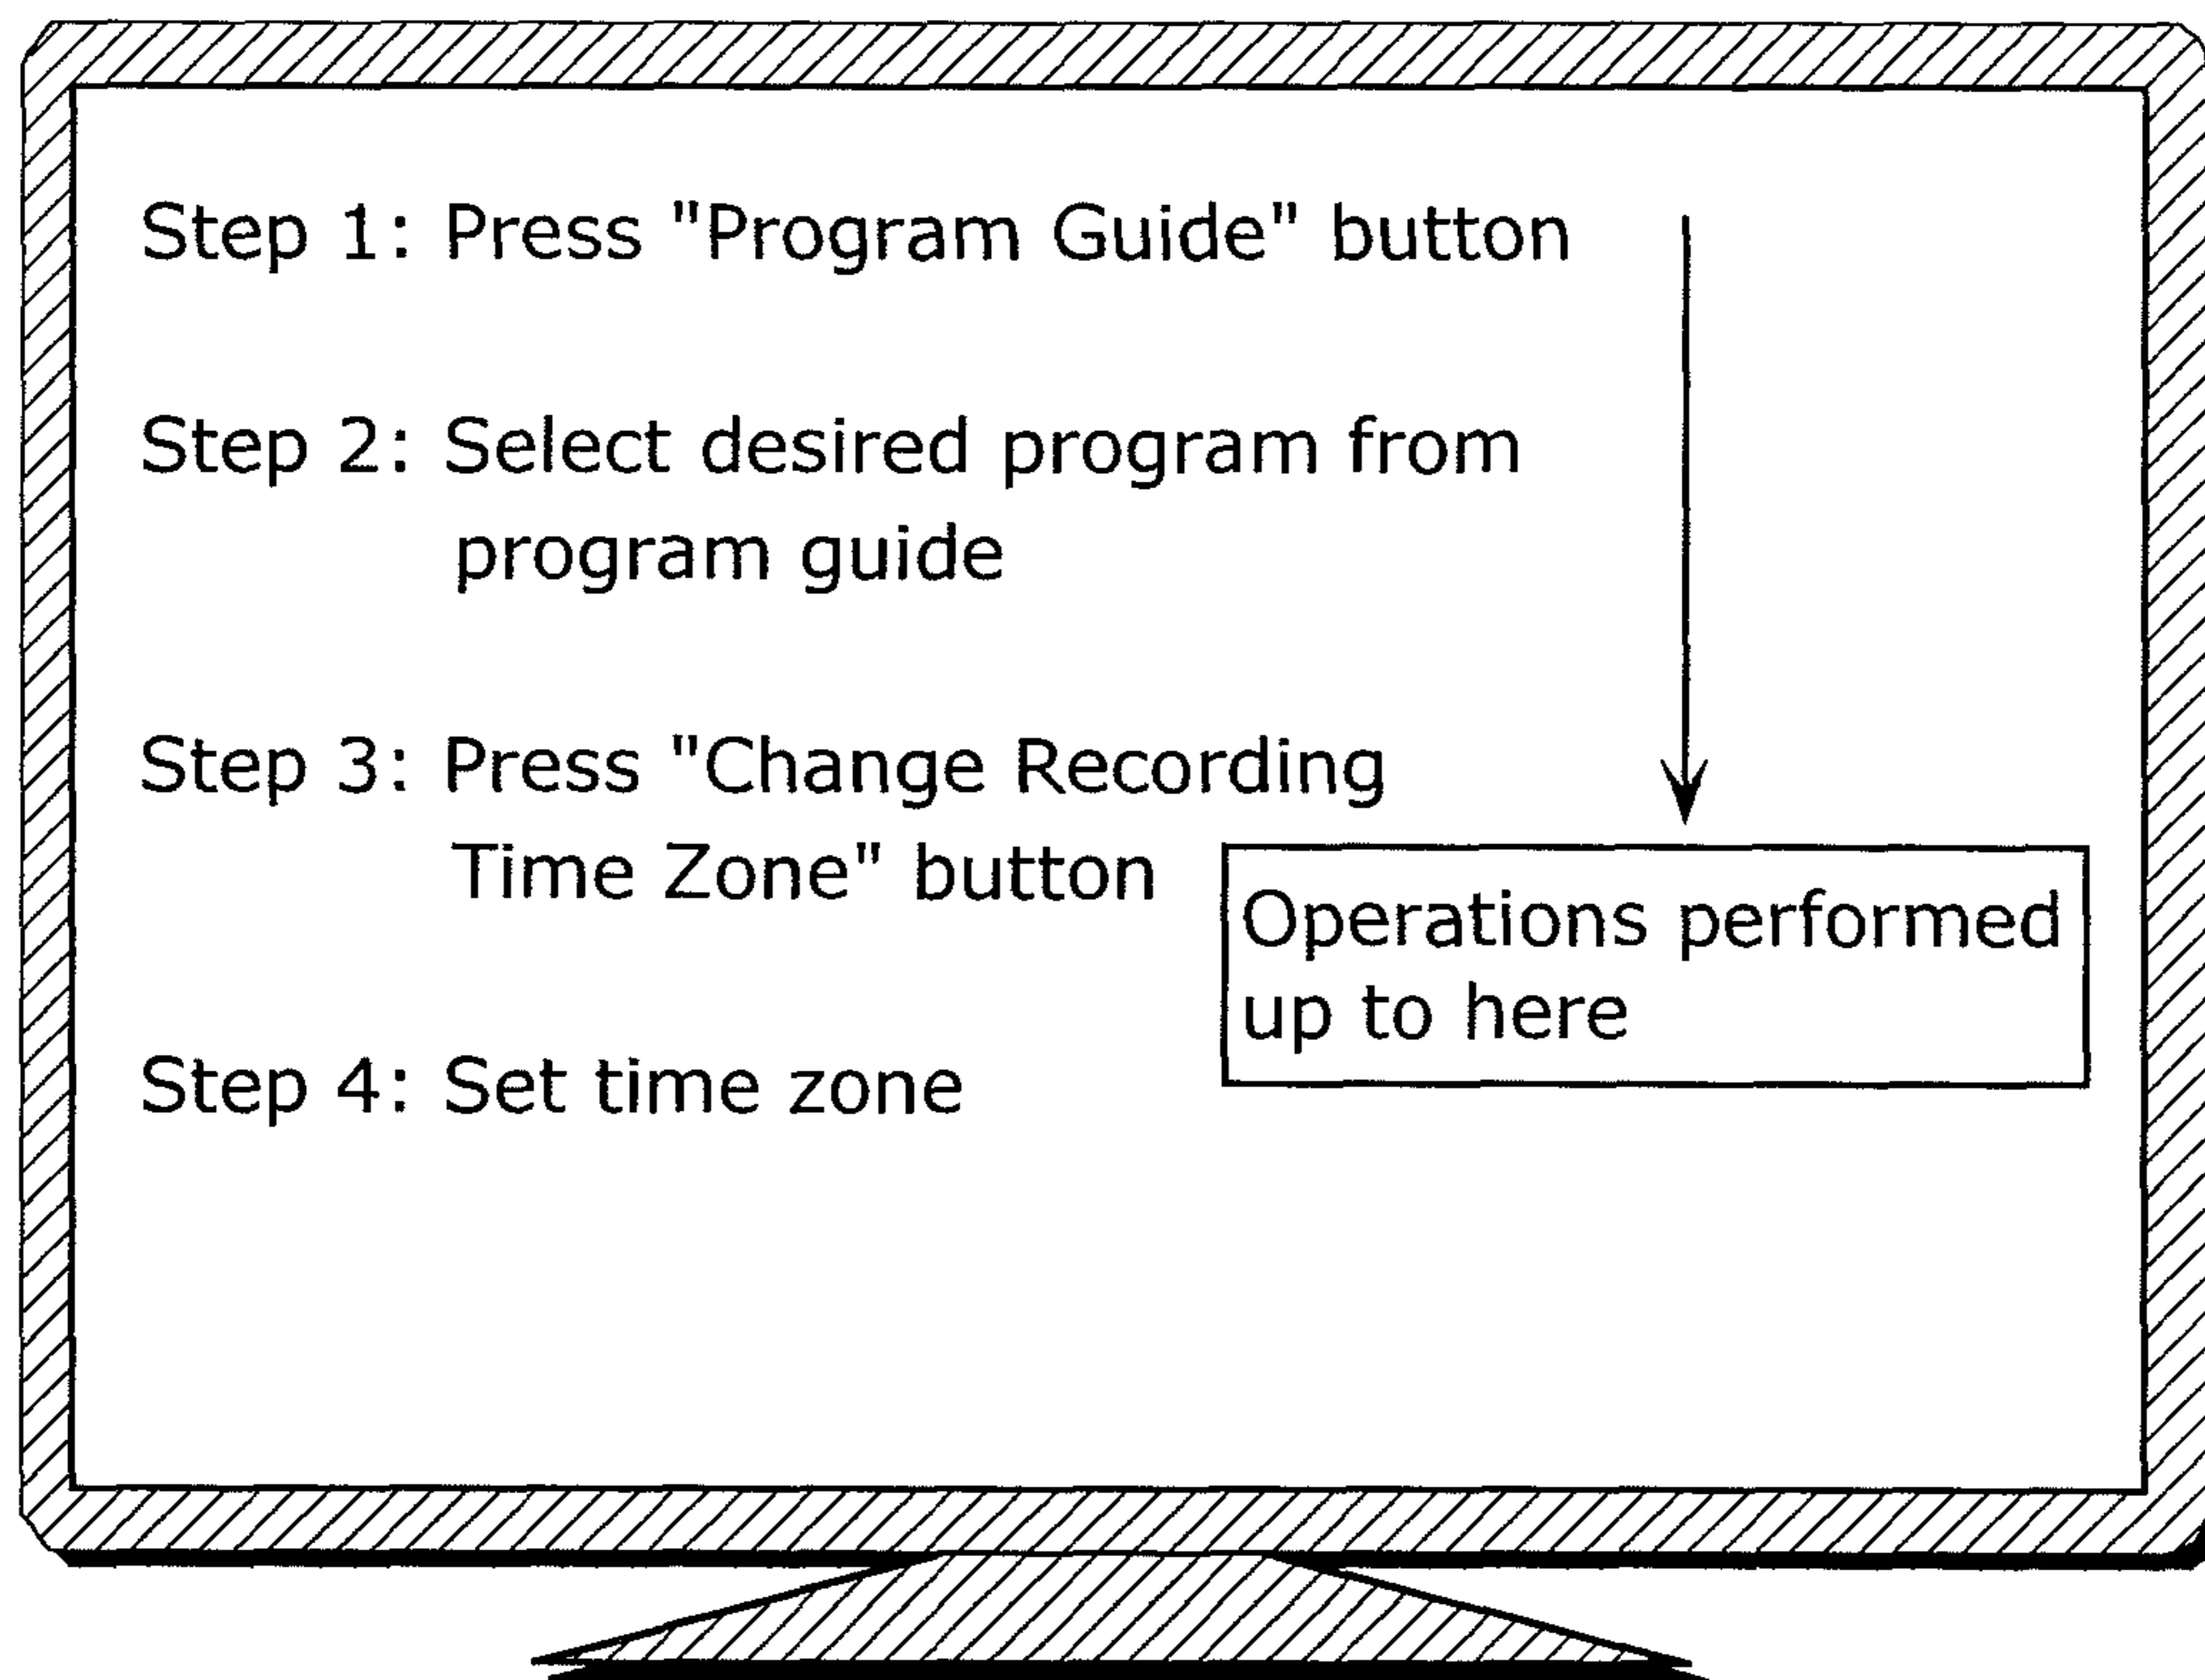 Step 1: Press "Program Guide" button
Step 2: Select desired program from
program guide
Step 3: Press "Change Recording
Time Zone" button
Operations performed
up to here
Step 4: Set time zone